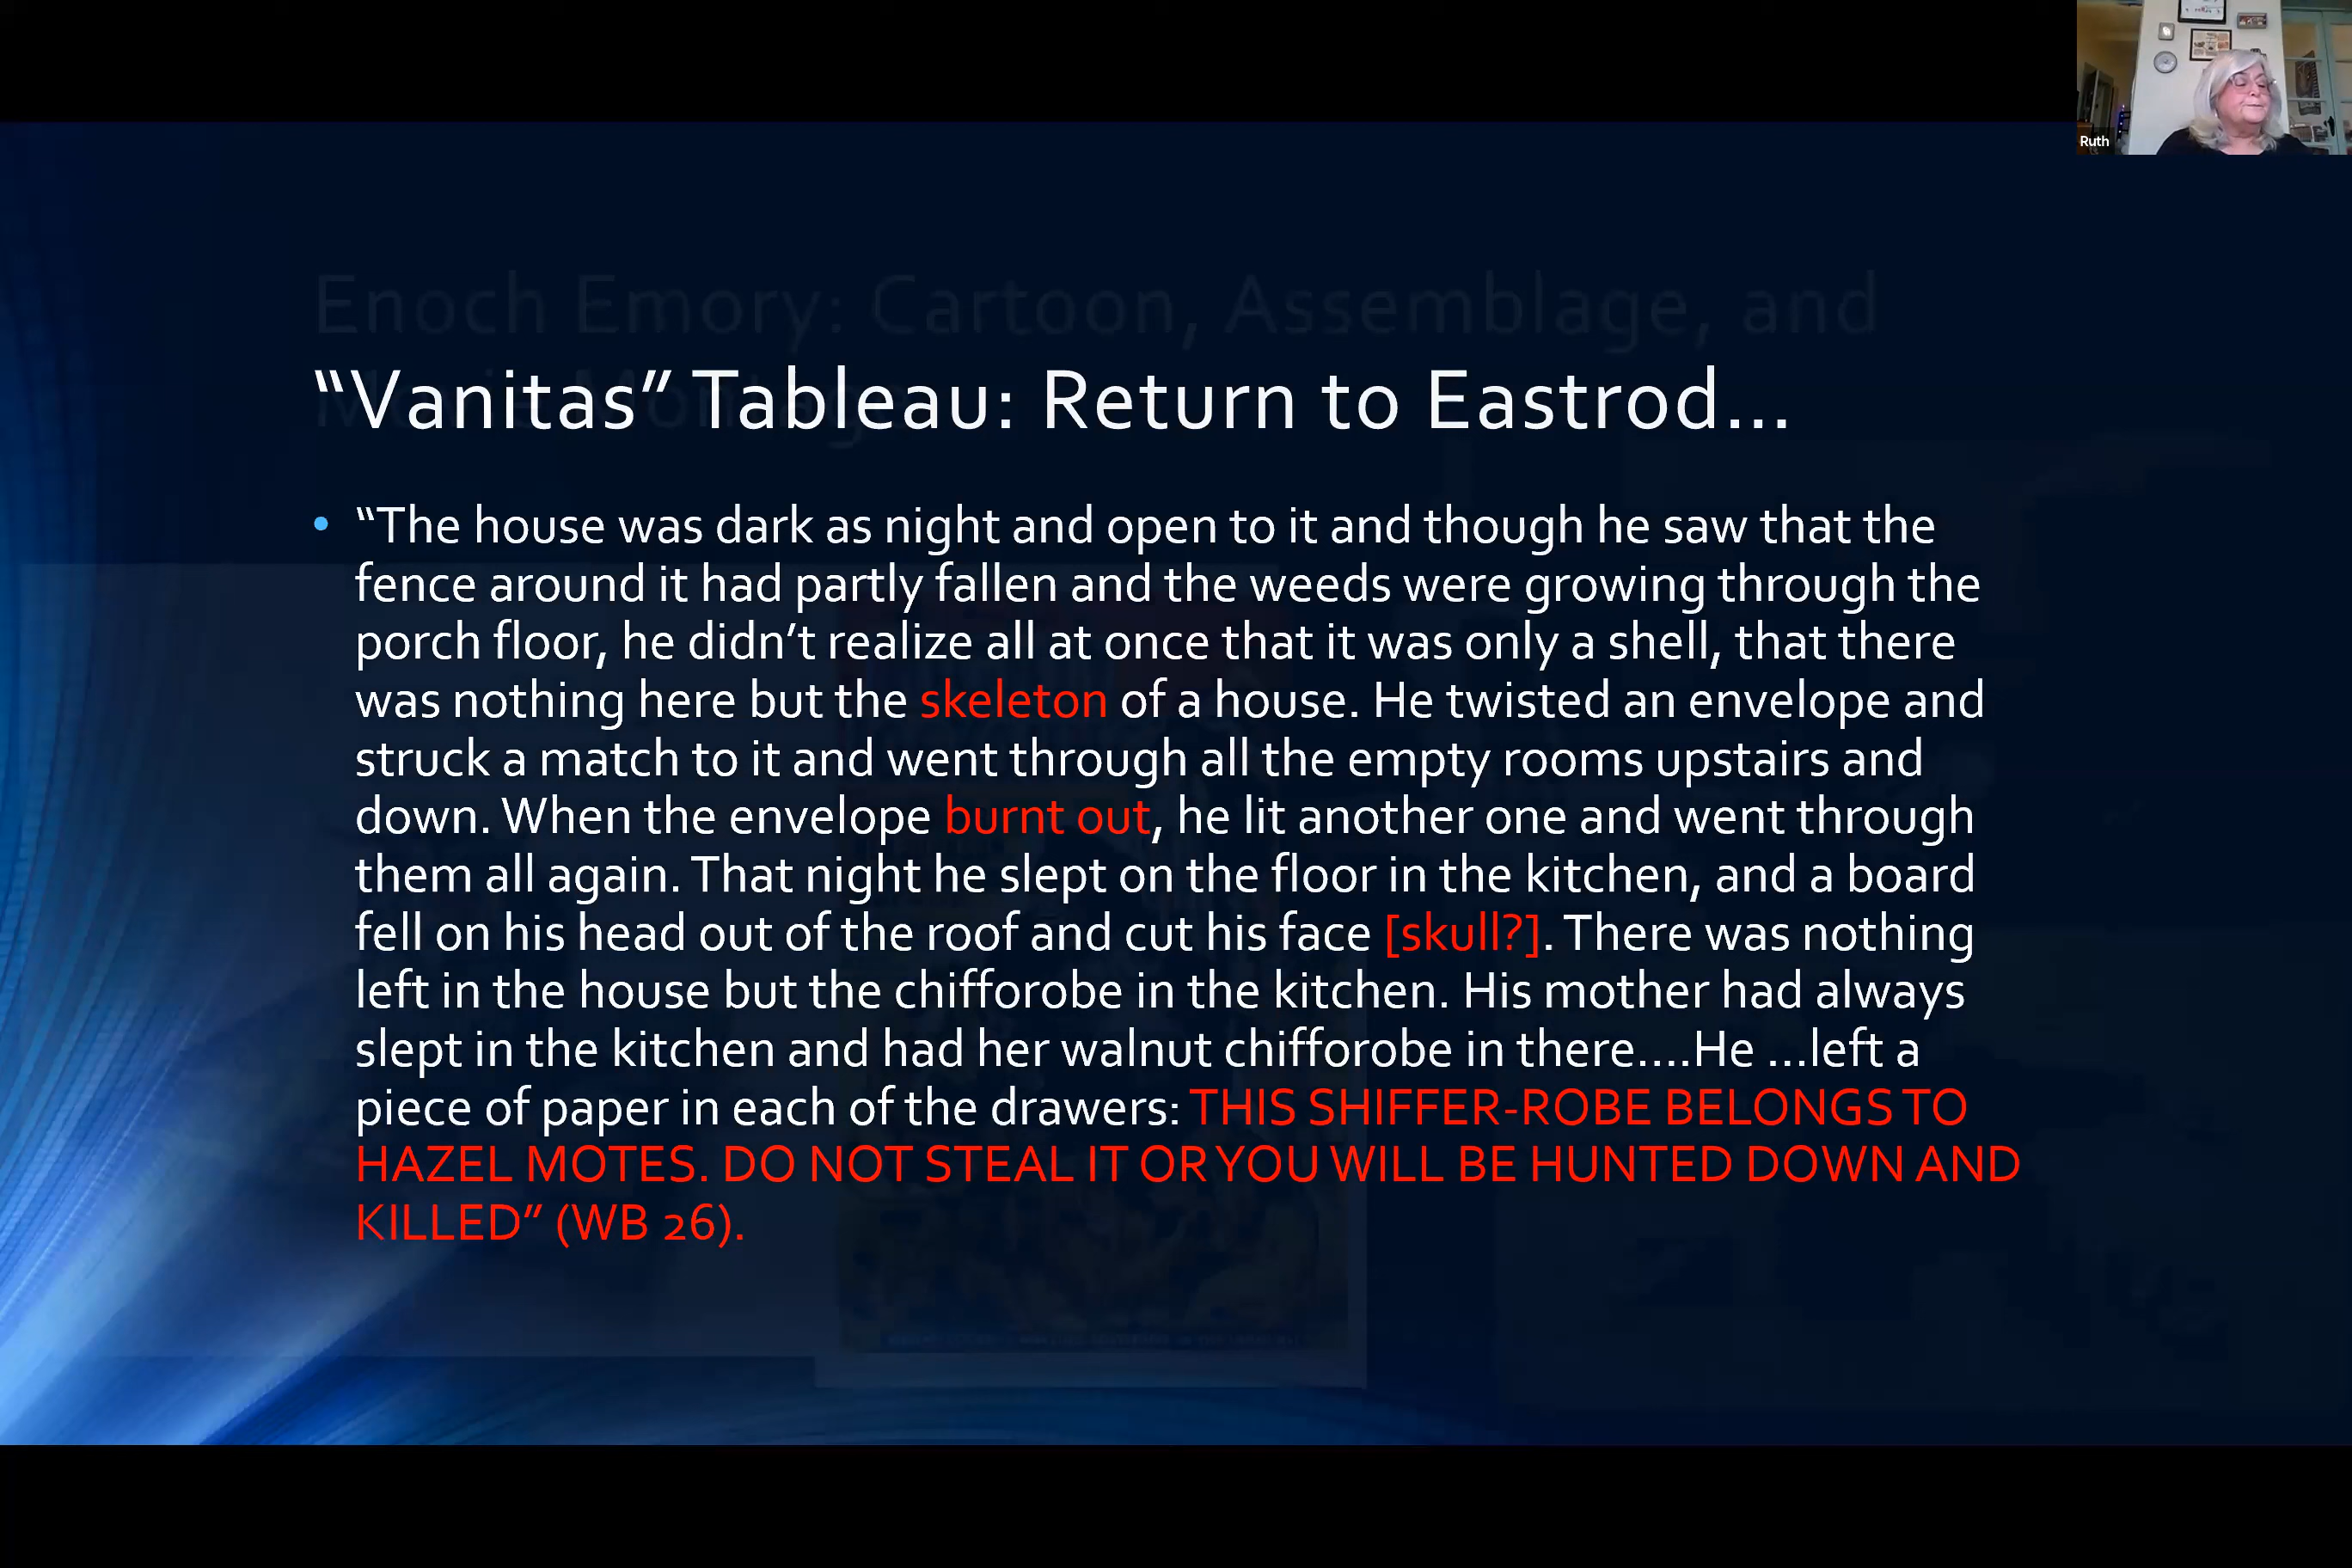 Ruth
Enoch Emory: Cartoon, Assemblage, and
“Vanitas” Tableau: Return to Eastrod...
• “The house was dark as night and open to it and though he saw that the
fence around it had partly fallen and the weeds were growing through the
porch floor, he didn’t realize all at once that it was only a shell, that there
was nothing here but the skeleton of a house. He twisted an envelope and
struck a match to it and went through all the empty rooms upstairs and
down. When the envelope burnt out, he lit another one and went through
them all again. That night he slept on the floor in the kitchen, and a board
fell on his head out of the roof and cut his face [skull?]. There was nothing
left in the house but the chifforobe in the kitchen. His mother had always
slept in the kitchen and had her walnut chifforobe in there....He ...left a
piece of paper in each of the drawers: THIS SHIFFER-ROBE BELONGS TO
HAZEL MOTES. DO NOT STEAL IT OR YOU WILL BE HUNTED DOWN AND
KILLED” (WB 26).